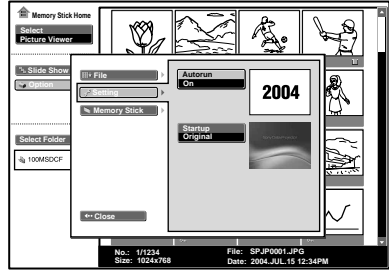 Memory Stick Home
Select
Picture Viewer
Slide Show
Option
Select Folder
100MSDCF
File
Setting
Memory Stick
Close
Autorun
On
2004
Startup
Original
No.: 1/1234
File: SPJP0001.JPG
Size: 1024x768
Date: 2004.JUL.15 12:34PM